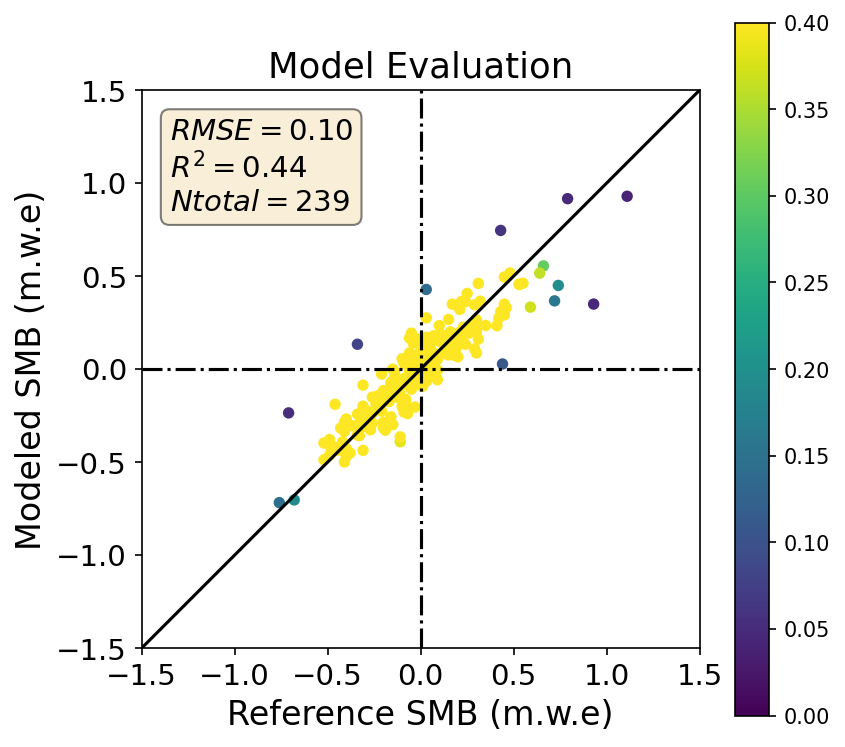 Model Evaluation
RMSE = 0.10
R² = 0.44
Ntotal = 239
Modeled SMB (m.w.e)
1.5
1.0
0.5
0.0
−0.5
−1.0
−1.5
−1.5 −1.0 −0.5 0.0 0.5 1.0 1.5
Reference SMB (m.w.e)
0.40
0.35
0.30
0.25
0.20
0.15
0.10
0.05
0.00